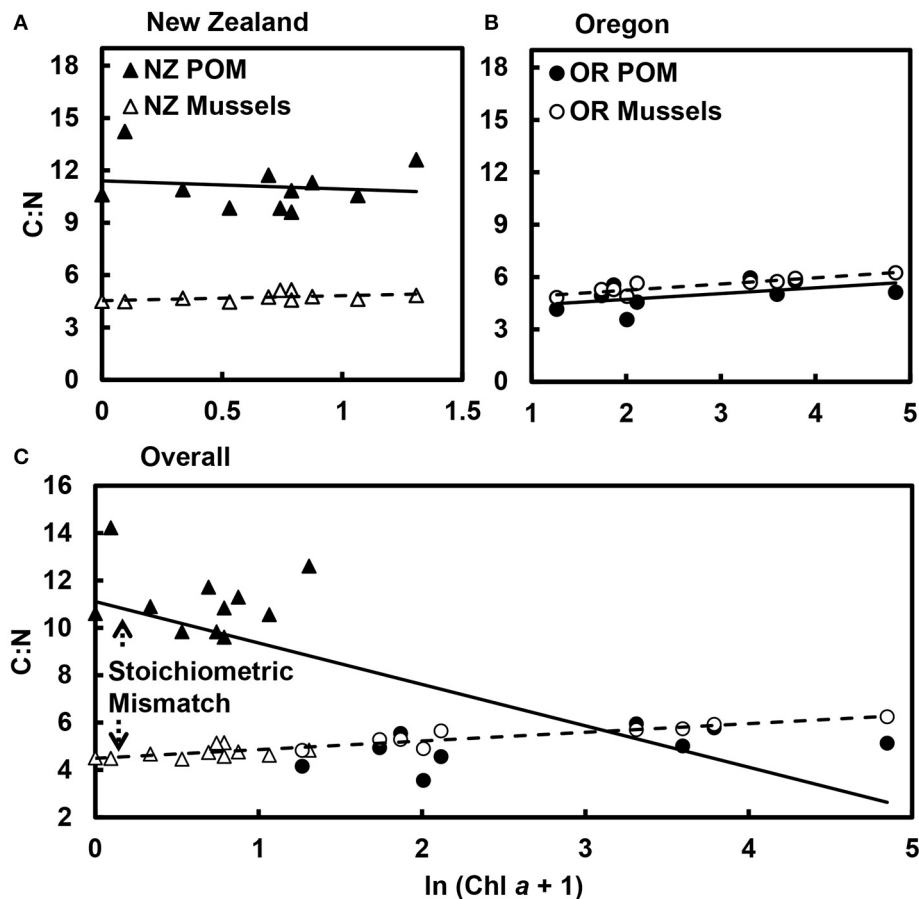 A New Zealand
B Oregon
18
15
12
9
6
3
0
C:N
▲ NZ POM
△ NZ Mussels
0 0.5 1 1.5
18
15
12
9
6
3
0
● OR POM
○ OR Mussels
1 2 3 4 5
C Overall
16
14
12
10
8
6
4
2
C:N
Stoichiometric
Mismatch
0 1 2 3 4 5
ln (Chl a + 1)